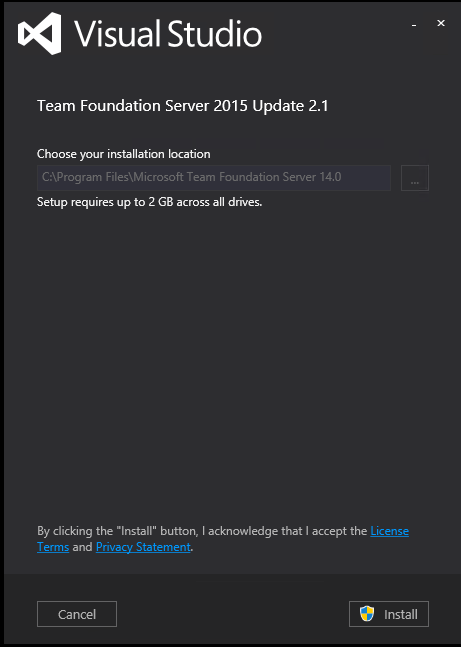 Visual Studio
Team Foundation Server 2015 Update 2.1
Choose your installation location
C:\Program Files\Microsoft Team Foundation Server 14.0
...
Setup requires up to 2 GB across all drives.
By clicking the "Install" button, I acknowledge that I accept the License
Terms and Privacy Statement.
Cancel
Install